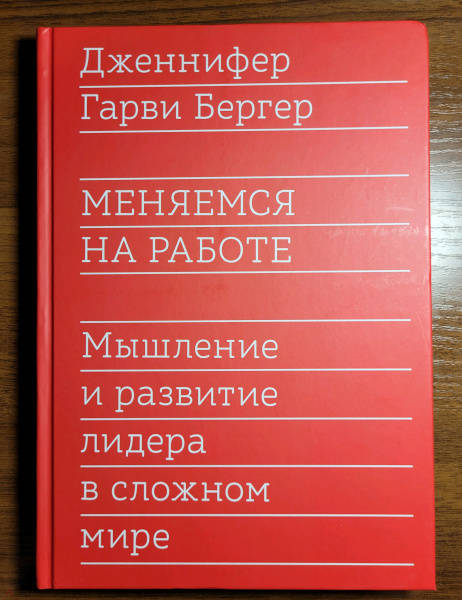 Дженнифер
Гарви Бергер
МЕНЯЕМСЯ
НА РАБОТЕ
Мышление
и развитие
лидера
в сложном
мире